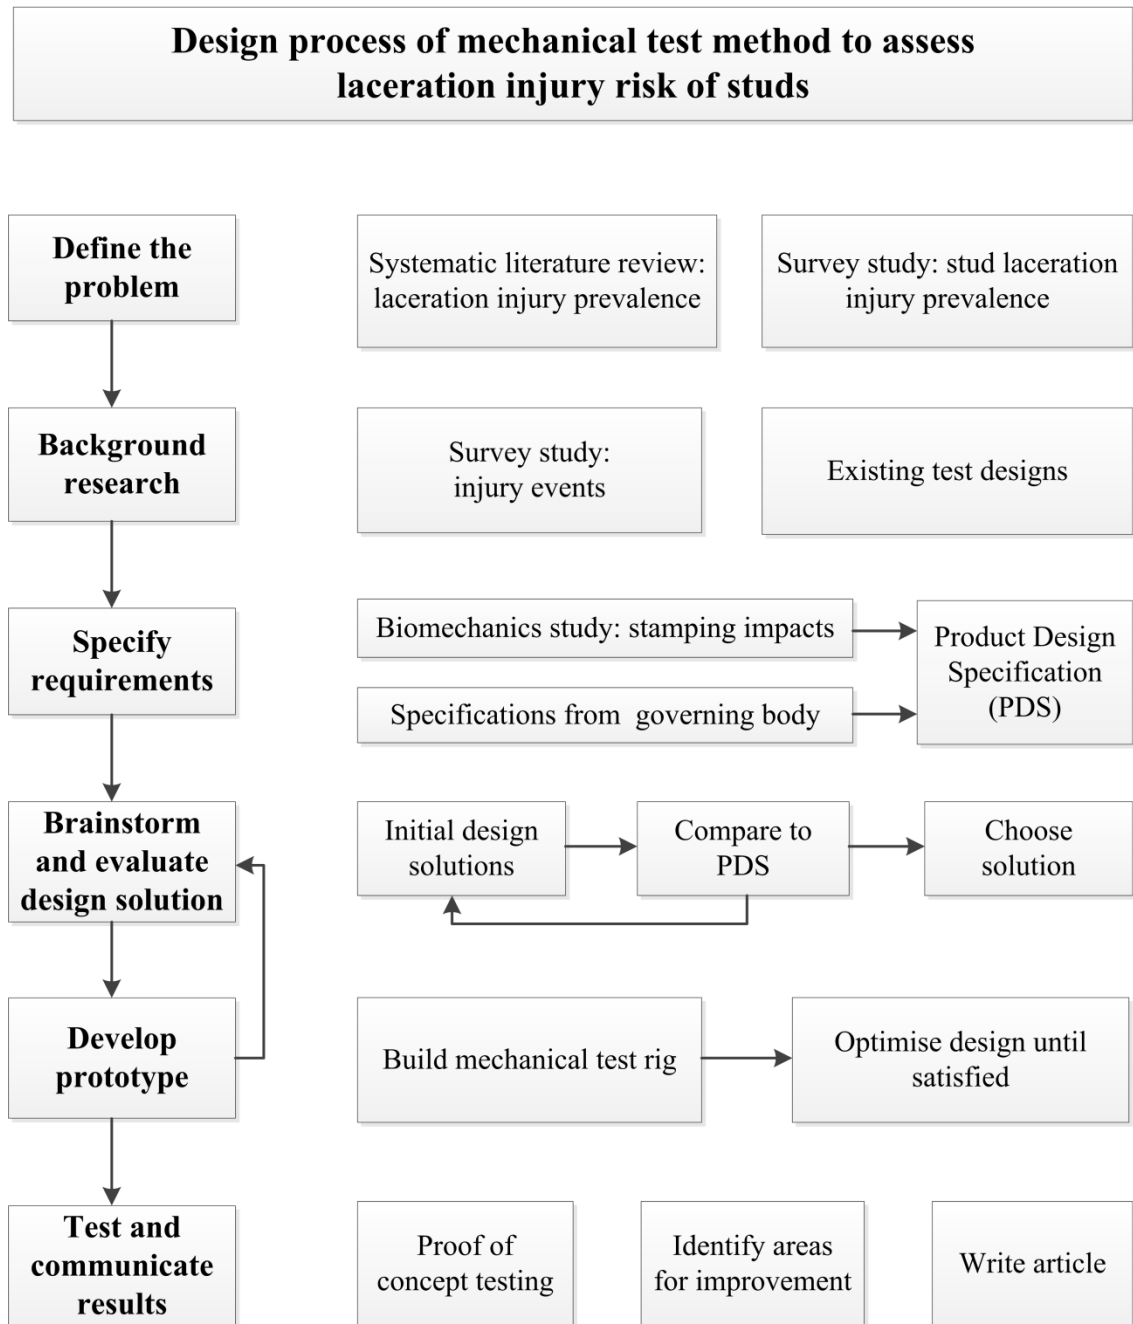 Design process of mechanical test method to assess
laceration injury risk of studs
Define the
problem
Systematic literature review:
laceration injury prevalence
Survey study: stud laceration
injury prevalence
Background
research
Survey study:
injury events
Existing test designs
Specify
requirements
Biomechanics study: stamping impacts
Specifications from governing body
Product Design
Specification
(PDS)
Brainstorm
and evaluate
design solution
Initial design
solutions
Compare to
PDS
Choose
solution
Develop
prototype
Build mechanical test rig
Optimise design until
satisfied
Test and
communicate
results
Proof of
concept testing
Identify areas
for improvement
Write article